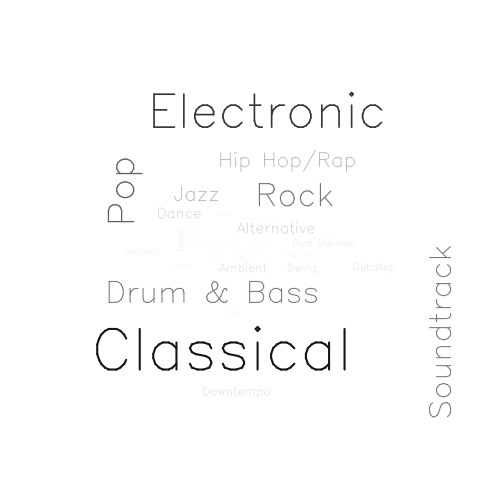 Electronic
Hip Hop/Rap
Pop
Jazz
Rock
Dance
Alternative
Indie
Post Dubstep
Acoustic
Ambient
Swing
Dubstep
Soundtrack
Drum & Bass
Classical
Downtempo